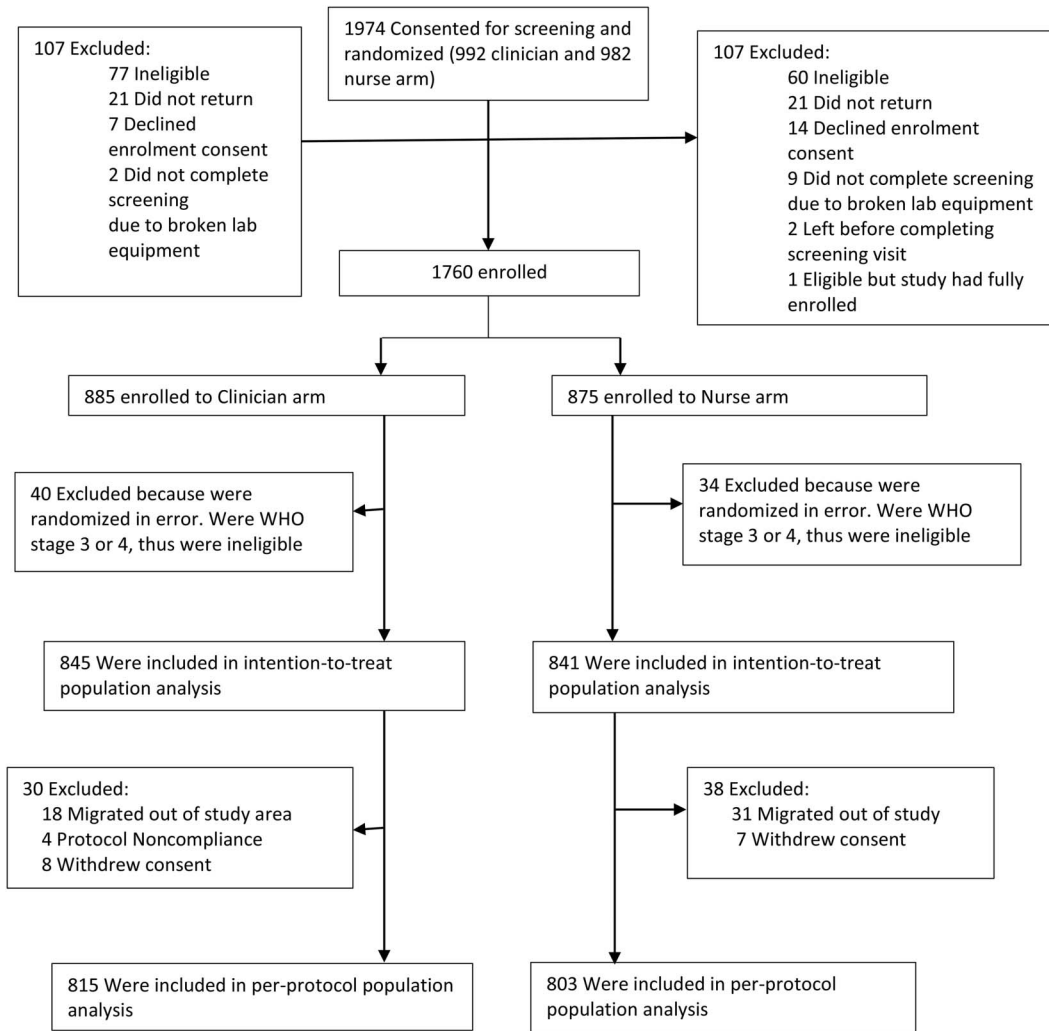 1974 Consented for screening and
randomized (992 clinician and 982
nurse arm)
107 Excluded:
77 Ineligible
21 Did not return
7 Declined
enrolment consent
2 Did not complete
screening
due to broken lab
equipment
107 Excluded:
60 Ineligible
21 Did not return
14 Declined enrolment
consent
9 Did not complete screening
due to broken lab equipment
2 Left before completing
screening visit
1 Eligible but study had fully
enrolled
1760 enrolled
885 enrolled to Clinician arm
875 enrolled to Nurse arm
40 Excluded because were
randomized in error. Were WHO
stage 3 or 4, thus were ineligible
34 Excluded because were
randomized in error. Were WHO
stage 3 or 4, thus were ineligible
845 Were included in intention-to-treat
population analysis
841 Were included in intention-to-treat
population analysis
30 Excluded:
18 Migrated out of study area
4 Protocol Noncompliance
8 Withdrew consent
38 Excluded:
31 Migrated out of study
7 Withdrew consent
815 Were included in per-protocol population
analysis
803 Were included in per-protocol
population analysis